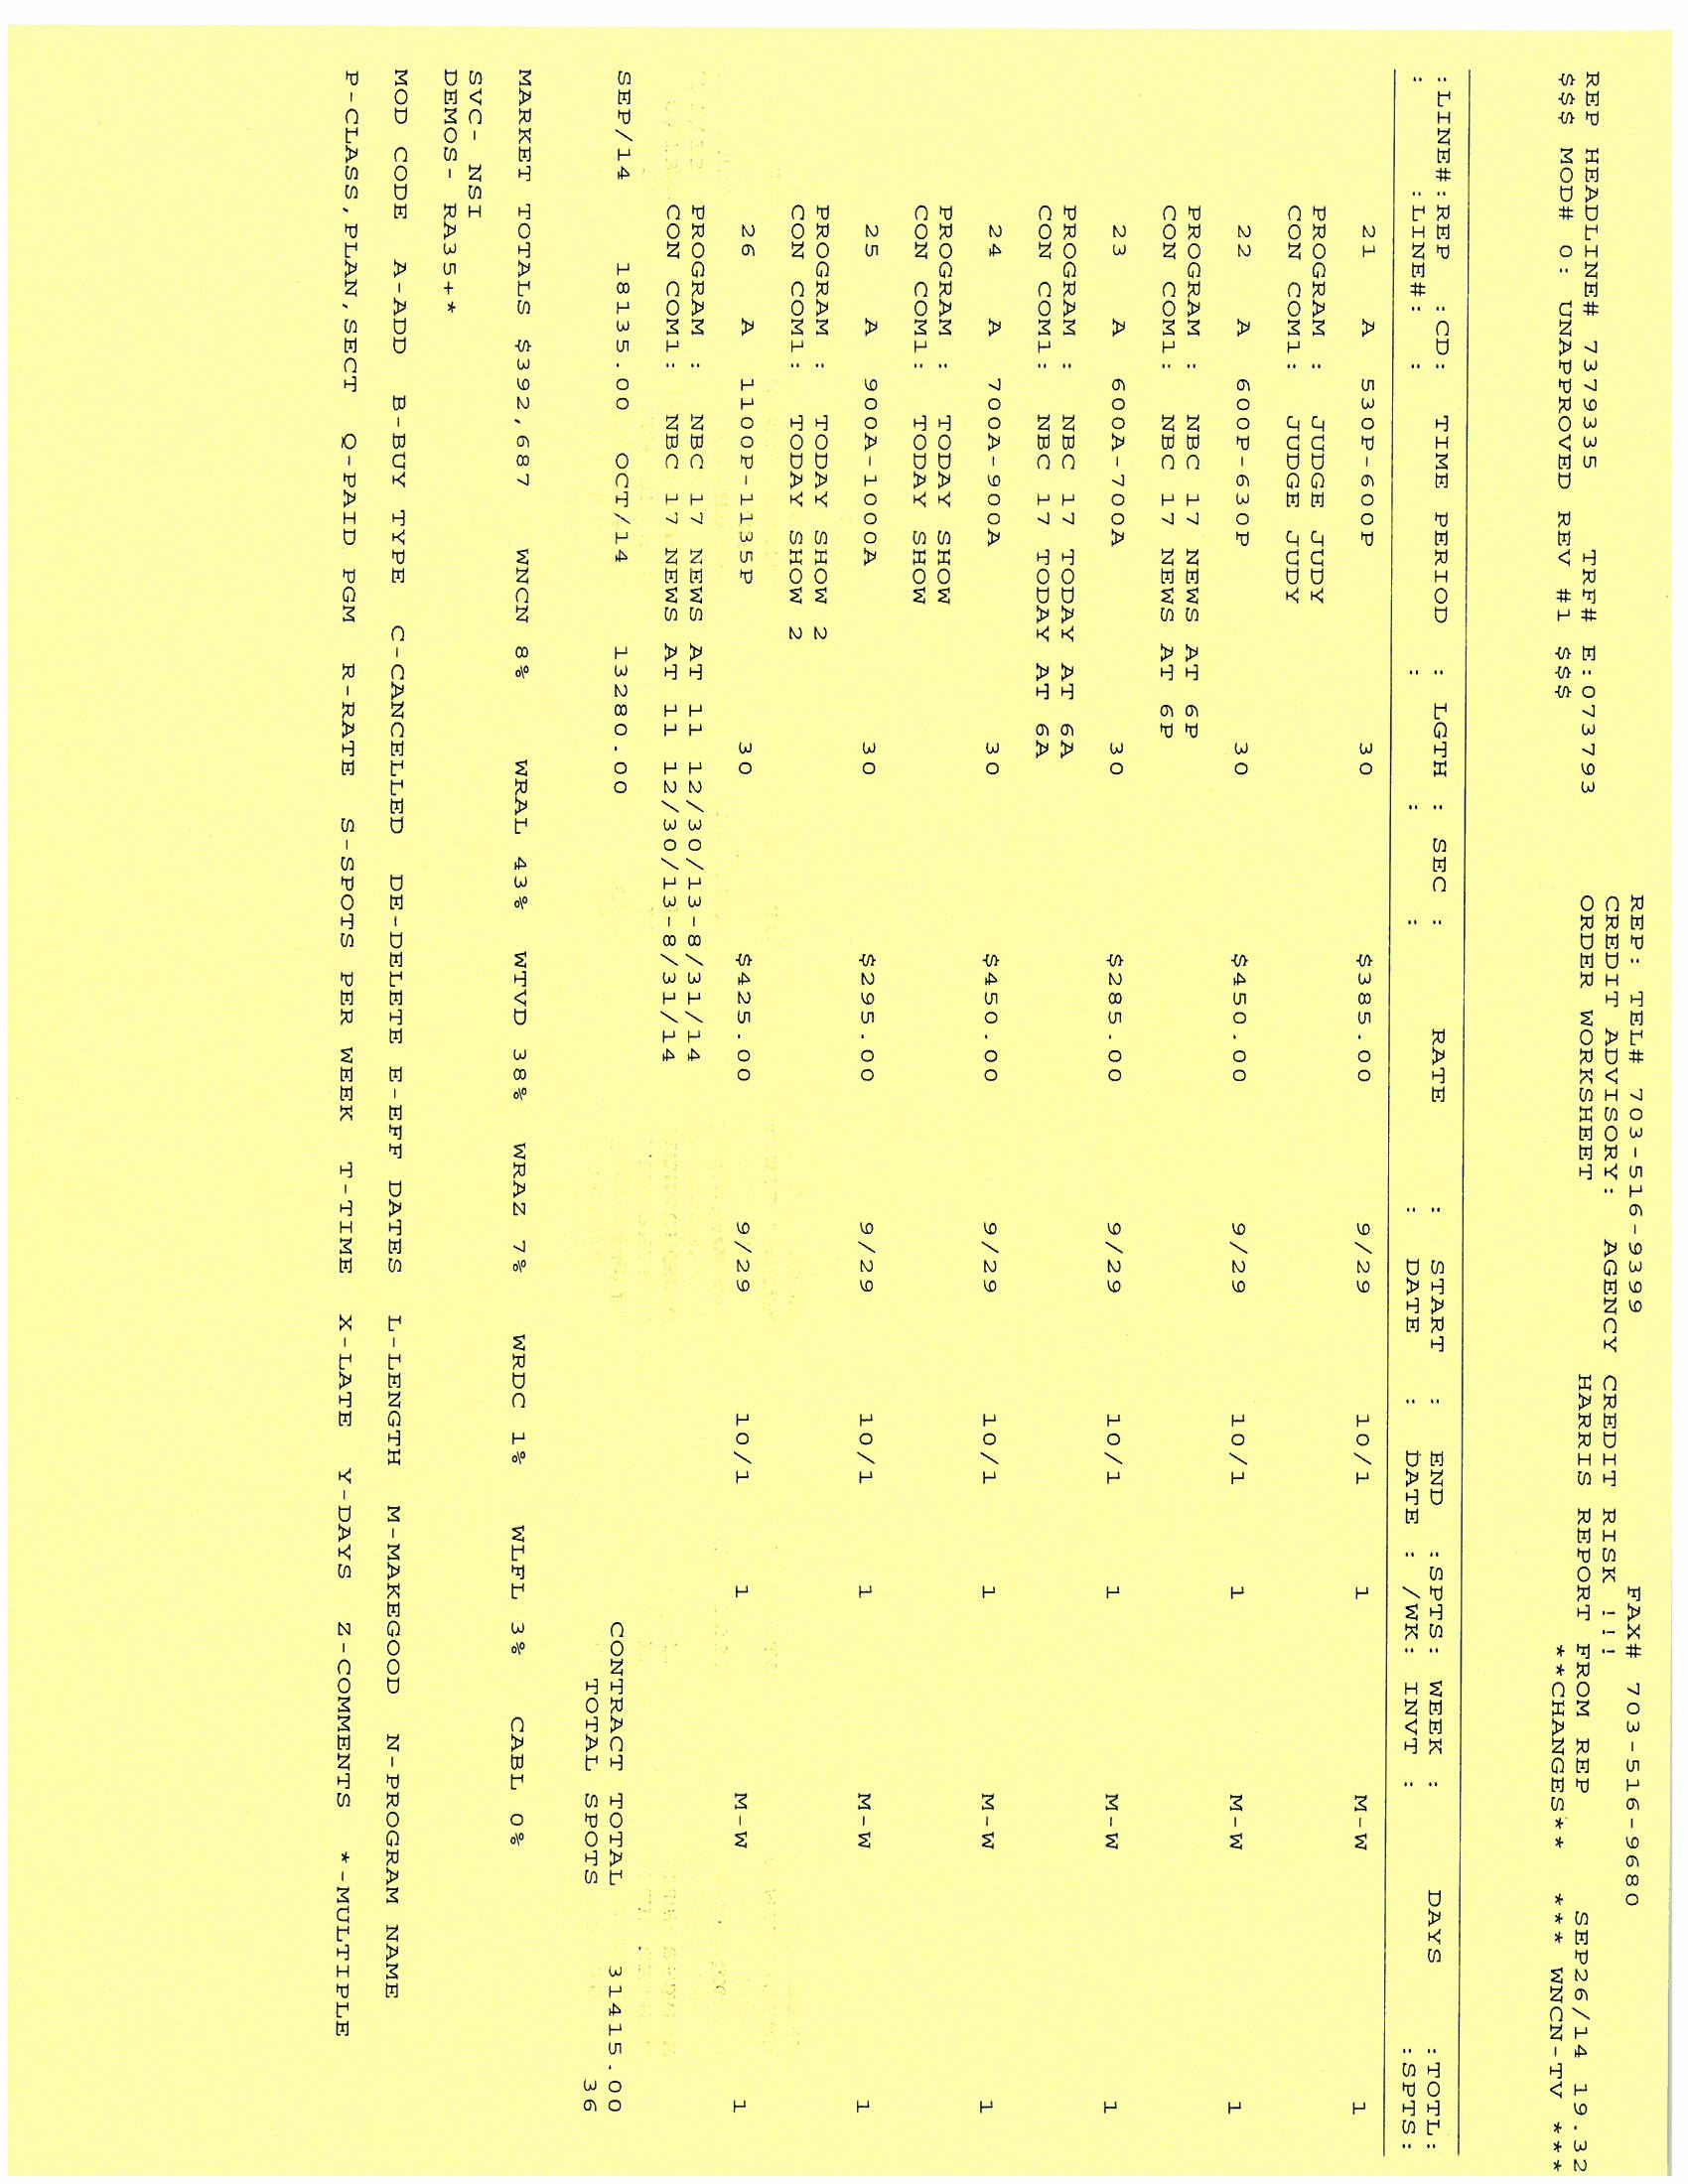 REP: TEL# 703-516-9399 FAX# 703-516-9680
CREDIT ADVISORY: AGENCY CREDIT RISK !!!
REP HEADLINE# 7379335 TRF# E:073793 ORDER WORKSHEET HARRIS REPORT FROM REP SEP26/14 19.32
$$$ MOD# 0: UNAPPROVED REV #1 $$$ **CHANGES** *** WNCN-TV ***
:LINE#:REP :CD: TIME PERIOD : LGTH : SEC : RATE : START : END :SPTS: WEEK : DAYS :TOTL:
: :LINE#: : : : : DATE : DATE : /WK: INVT : :SPTS:
21 A 530P-600P 30 $385.00 9/29 10/1 1 M-W 1
PROGRAM : JUDGE JUDY
CON COM1: JUDGE JUDY
22 A 600P-630P 30 $450.00 9/29 10/1 1 M-W 1
PROGRAM : NBC 17 NEWS AT 6P
CON COM1: NBC 17 NEWS AT 6P
23 A 600A-700A 30 $285.00 9/29 10/1 1 M-W 1
PROGRAM : NBC 17 TODAY AT 6A
CON COM1: NBC 17 TODAY AT 6A
24 A 700A-900A 30 $450.00 9/29 10/1 1 M-W 1
PROGRAM : TODAY SHOW
CON COM1: TODAY SHOW
25 A 900A-1000A 30 $295.00 9/29 10/1 1 M-W 1
PROGRAM : TODAY SHOW 2
CON COM1: TODAY SHOW 2
26 A 1100P-1135P 30 $425.00 9/29 10/1 1 M-W 1
PROGRAM : NBC 17 NEWS AT 11 12/30/13-8/31/14
CON COM1: NBC 17 NEWS AT 11 12/30/13-8/31/14
SEP/14 18135.00 OCT/14 13280.00 CONTRACT TOTAL 31415.00
TOTAL SPOTS 36
MARKET TOTALS $392,687 WNCN 8% WRAL 43% WTVD 38% WRAZ 7% WRDC 1% WLFL 3% CABL 0%
SVC- NSI
DEMOS- RA35+*
MOD CODE A-ADD B-BUY TYPE C-CANCELLED DE-DELETE E-EFF DATES L-LENGTH M-MAKEGOOD N-PROGRAM NAME
P-CLASS,PLAN,SECT Q-PAID PGM R-RATE S-SPOTS PER WEEK T-TIME X-LATE Y-DAYS Z-COMMENTS *-MULTIPLE